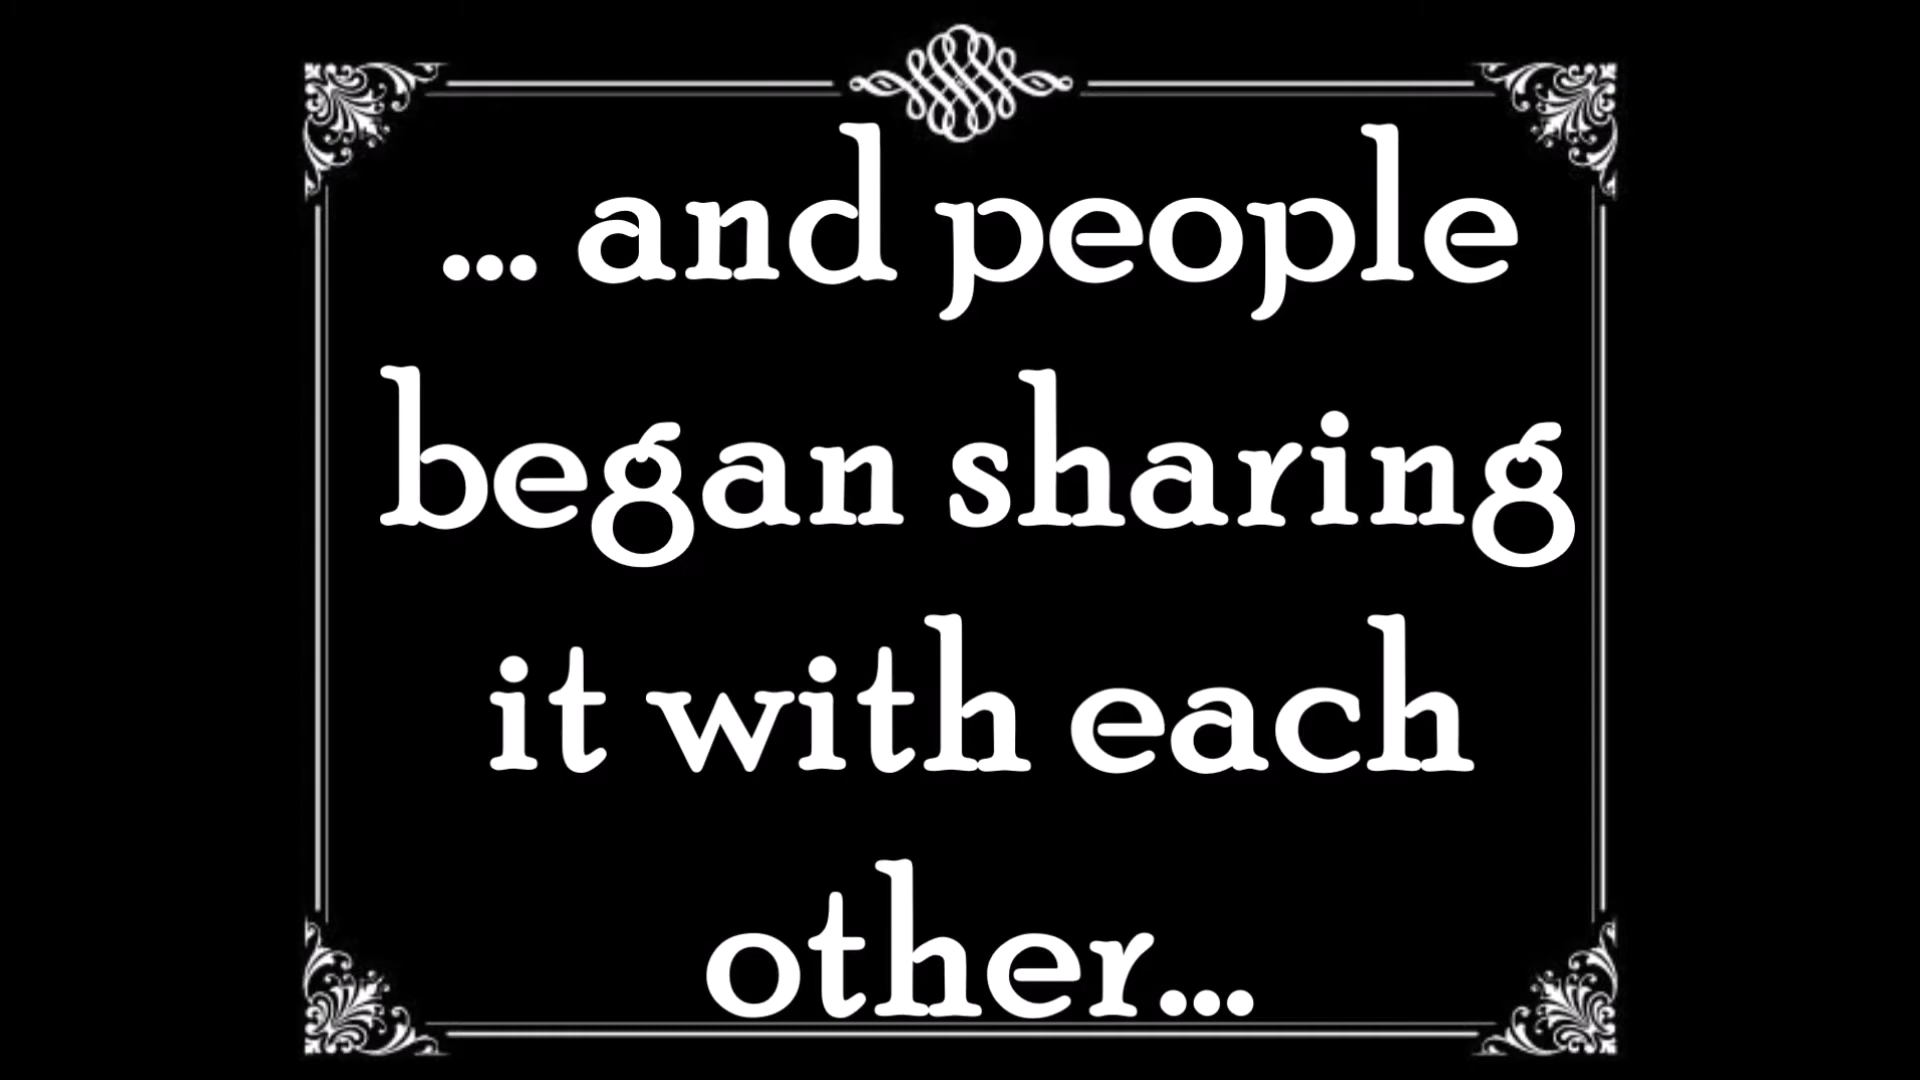 ... and people
began sharing
it with each
other...